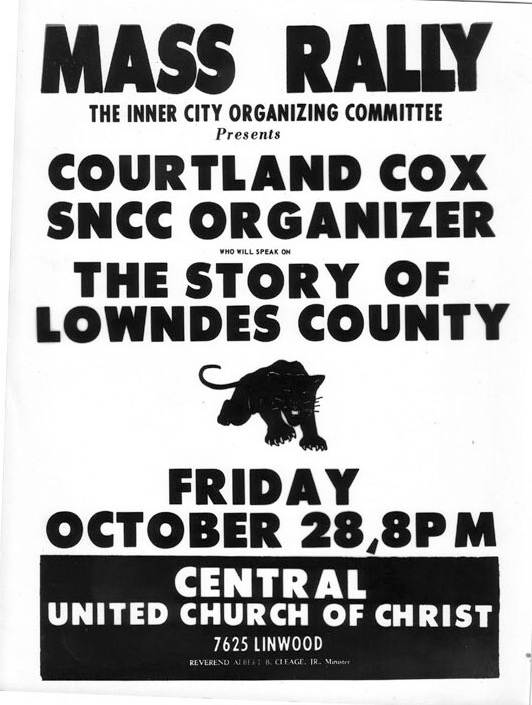 MASS RALLY
THE INNER CITY ORGANIZING COMMITTEE
Presents
COURTLAND COX
SNCC ORGANIZER
WHO WILL SPEAK ON
THE STORY OF
LOWNDES COUNTY
FRIDAY
OCTOBER 28, 8PM
CENTRAL
UNITED CHURCH OF CHRIST
7625 LINWOOD
REVEREND ALBERT B. CLEAGE, JR., Minister